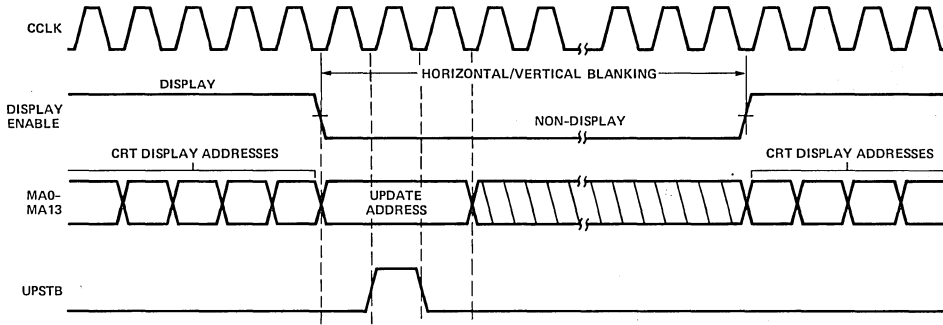 CCLK
HORIZONTAL/VERTICAL BLANKING
DISPLAY
DISPLAY
ENABLE
NON-DISPLAY
CRT DISPLAY ADDRESSES
CRT DISPLAY ADDRESSES
MA0-
MA13
UPDATE
ADDRESS
UPSTB